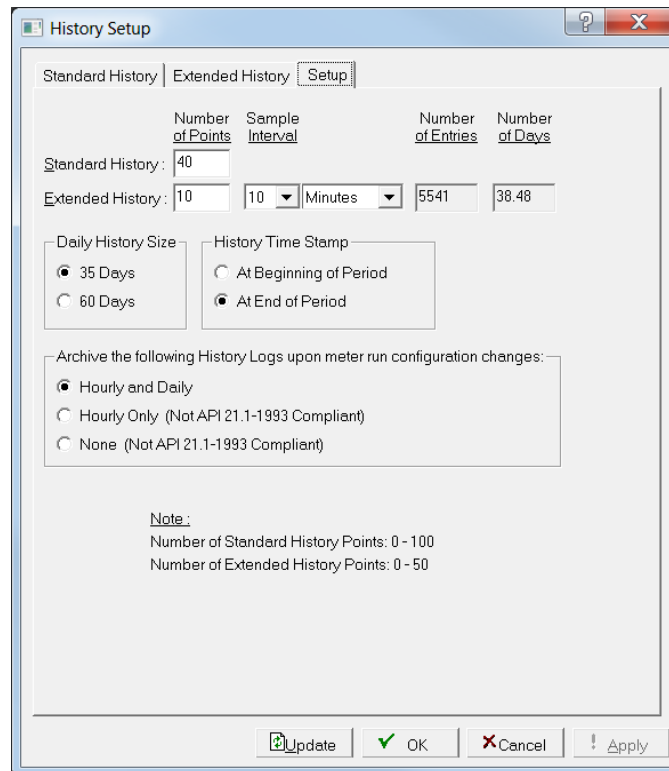 History Setup
Standard History Extended History Setup
Number Sample Number Number
of Points Interval of Entries of Days
Standard History : 40
Extended History : 10 10 Minutes 5541 38.48
Daily History Size History Time Stamp
35 Days At Beginning of Period
60 Days At End of Period
Archive the following History Logs upon meter run configuration changes:
Hourly and Daily
Hourly Only (Not API 21.1-1993 Compliant)
None (Not API 21.1-1993 Compliant)
Note :
Number of Standard History Points: 0 - 100
Number of Extended History Points: 0 - 50
Update OK Cancel ! Apply